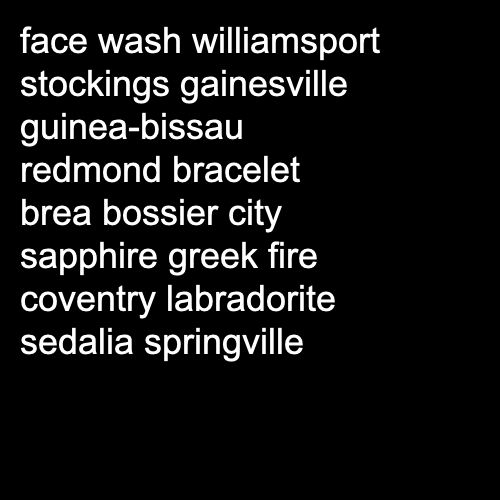 face wash williamsport
stockings gainesville
guinea-bissau
redmond bracelet
brea bossier city
sapphire greek fire
coventry labradorite
sedalia springville